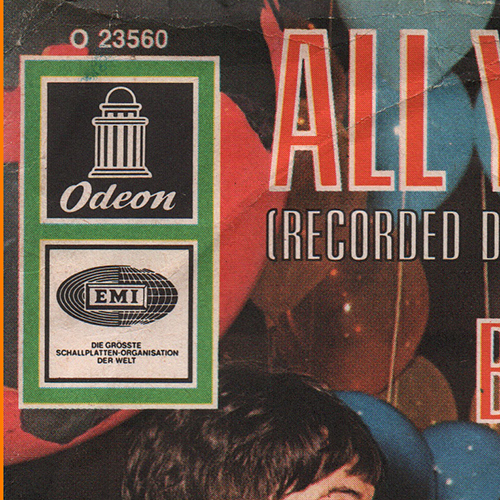 O 23560
ALL
Odeon
(RECORDED
EMI
DIE GRÖSSTE
SCHALLPLATTEN-ORGANISATION
DER WELT